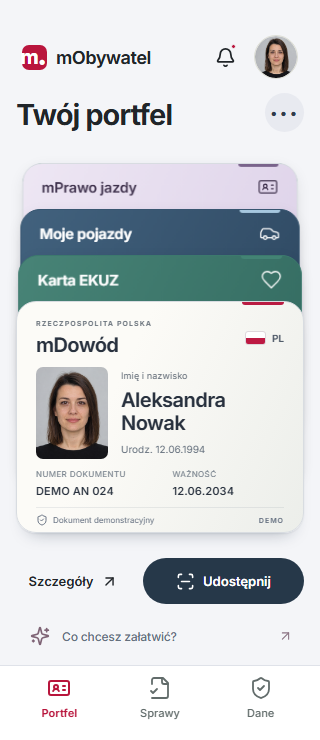 m. mObywatel
Twój portfel
mPrawo jazdy
Moje pojazdy
Karta EKUZ
RZECZPOSPOLITA POLSKA
mDowód
PL
Imię i nazwisko
Aleksandra
Nowak
Urodz. 12.06.1994
NUMER DOKUMENTU WAŻNOŚĆ
DEMO AN 024 12.06.2034
Dokument demonstracyjny DEMO
Szczegóły Udostępnij
Co chcesz załatwić?
Portfel Sprawy Dane